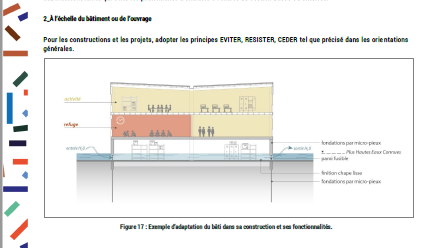 2_À l'échelle du bâtiment ou de l'ouvrage
Pour les constructions et les projets, adopter les principes EVITER, RESISTER, CEDER tel que précisé dans les orientations
générales.
activité
refuge
fondations par micro-pieux
Plus Hautes Eaux Connues
paroi fusible
finition chape lisse
fondations par micro-pieux
Figure 17 : Exemple d'adaptation du bâti dans sa construction et ses fonctionnalités.